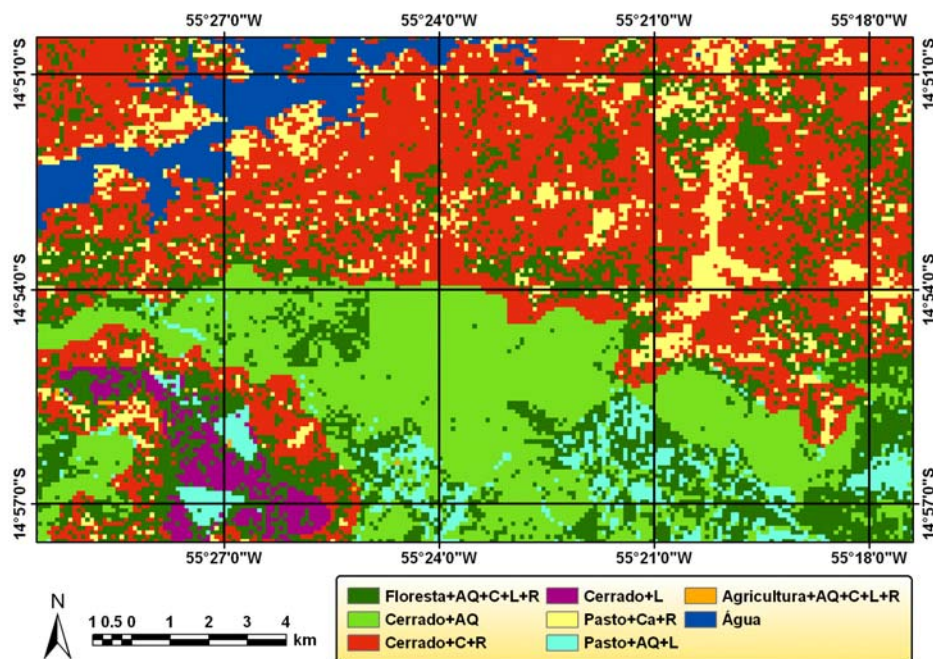 55°27'0"W 55°24'0"W 55°21'0"W 55°18'0"W
14°51'0"S 14°51'0"S
14°54'0"S 14°54'0"S
14°57'0"S 14°57'0"S
55°27'0"W 55°24'0"W 55°21'0"W 55°18'0"W
N
1 0.5 0 1 2 3 4
km
Floresta+AQ+C+L+R Cerrado+L Agricultura+AQ+C+L+R
Cerrado+AQ Pasto+Ca+R Água
Cerrado+C+R Pasto+AQ+L